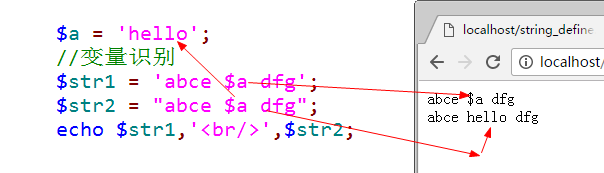 $a = 'hello';
//变量识别
$str1 = 'abce $a dfg';
$str2 = "abce $a dfg";
echo $str1,'<br/>',$str2;
localhost/string_define
localhost/
abce $a dfg
abce hello dfg